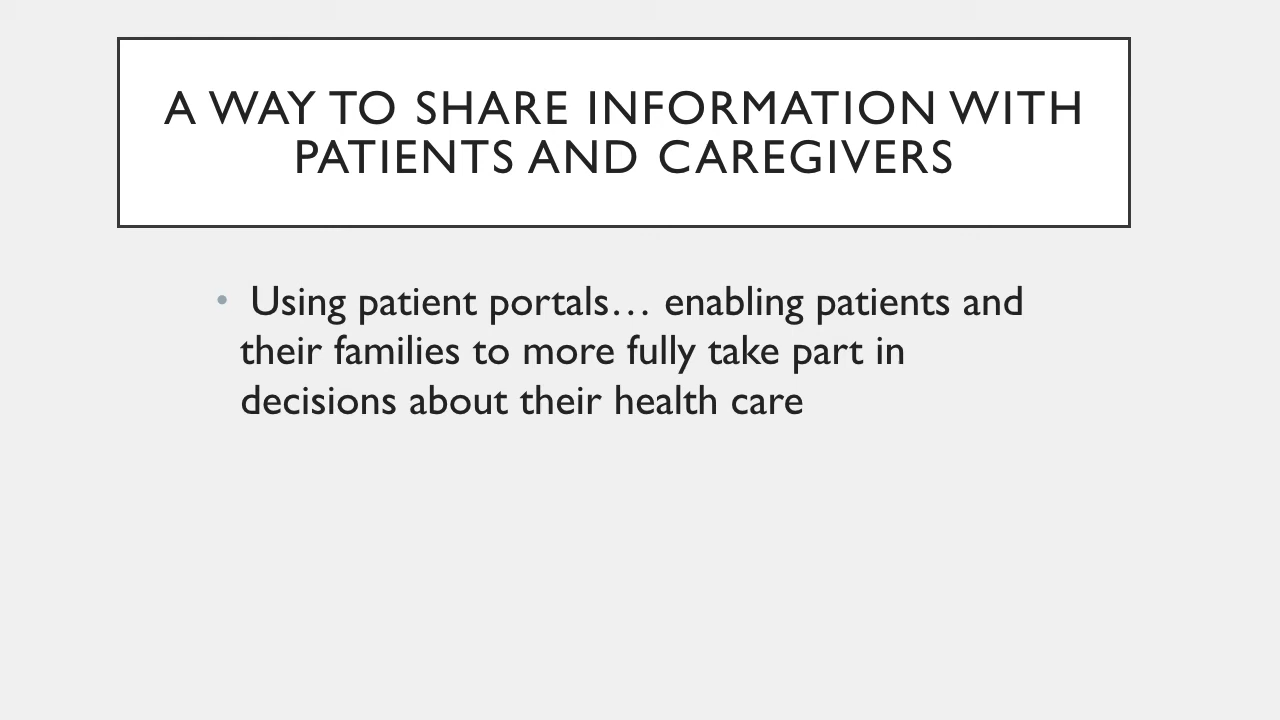 A WAY TO SHARE INFORMATION WITH
PATIENTS AND CAREGIVERS
• Using patient portals… enabling patients and
their families to more fully take part in
decisions about their health care